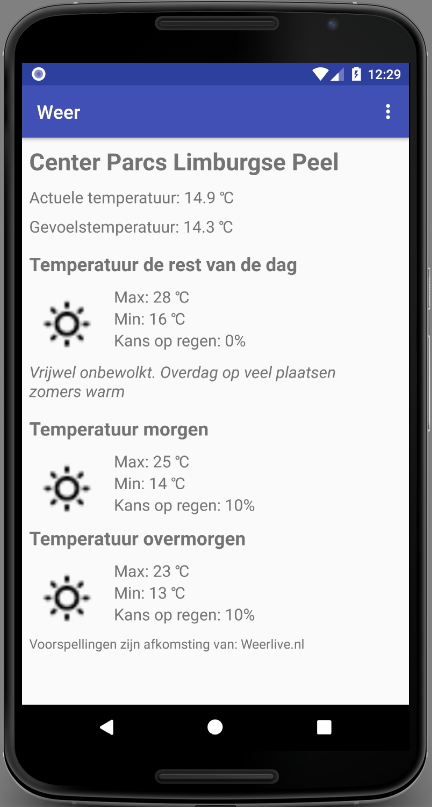 12:29
Weer
Center Parcs Limburgse Peel
Actuele temperatuur: 14.9 ℃
Gevoelstemperatuur: 14.3 ℃
Temperatuur de rest van de dag
Max: 28 ℃
Min: 16 ℃
Kans op regen: 0%
Vrijwel onbewolkt. Overdag op veel plaatsen
zomers warm
Temperatuur morgen
Max: 25 ℃
Min: 14 ℃
Kans op regen: 10%
Temperatuur overmorgen
Max: 23 ℃
Min: 13 ℃
Kans op regen: 10%
Voorspellingen zijn afkomsting van: Weerlive.nl